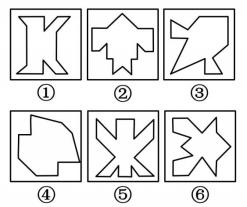 ① ② ③
④ ⑤ ⑥